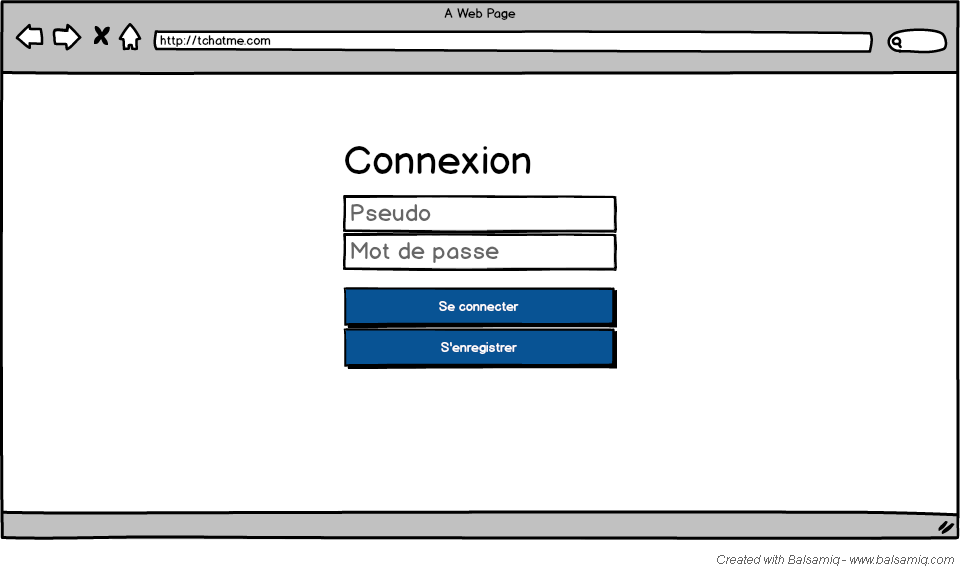 A Web Page
http://tchatme.com
Connexion
Pseudo
Mot de passe
Se connecter
S'enregistrer
Created with Balsamiq - www.balsamiq.com